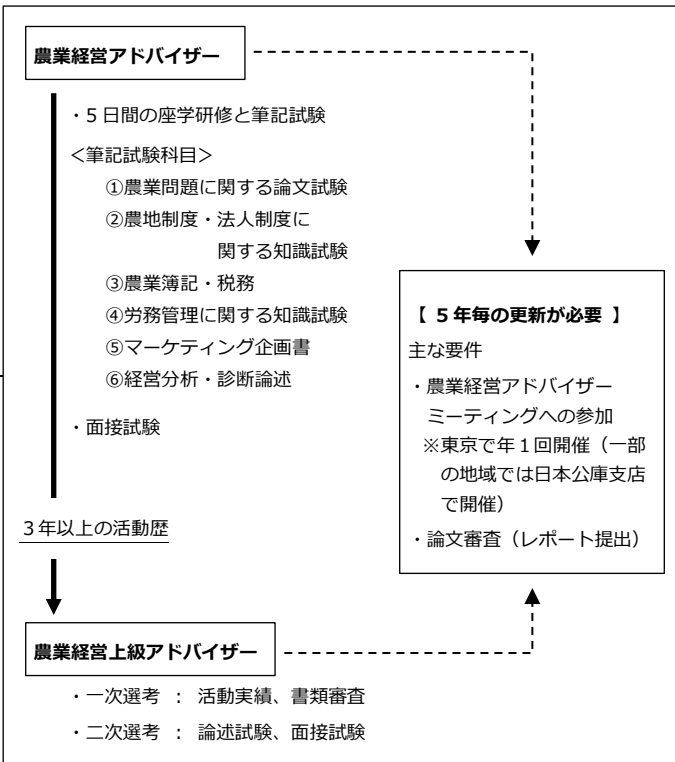 農業経営アドバイザー
・5日間の座学研修と筆記試験
＜筆記試験科目＞
①農業問題に関する論文試験
②農地制度・法人制度に
関する知識試験
③農業簿記・税務
④労務管理に関する知識試験
⑤マーケティング企画書
⑥経営分析・診断論述
・面接試験
3年以上の活動歴
農業経営上級アドバイザー
・一次選考 ： 活動実績、書類審査
・二次選考 ： 論述試験、面接試験
【 5年毎の更新が必要 】
主な要件
・農業経営アドバイザー
ミーティングへの参加
※東京で年１回開催（一部
の地域では日本公庫支店
で開催）
・論文審査（レポート提出）